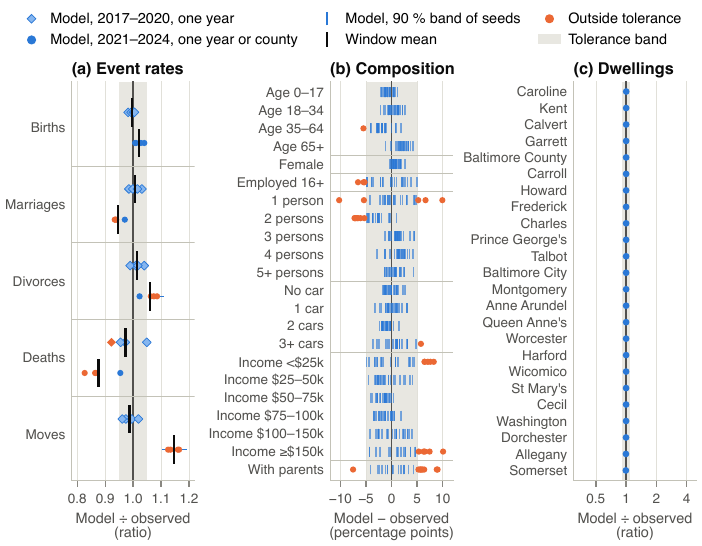 Model, 2017–2020, one year
Model, 90 % band of seeds
Outside tolerance
Model, 2021–2024, one year or county
Window mean
Tolerance band
(a) Event rates
Births
Marriages
Divorces
Deaths
Moves
0.8 0.9 1.0 1.1 1.2
Model ÷ observed
(ratio)
(b) Composition
Age 0–17
Age 18–34
Age 35–64
Age 65+
Female
Employed 16+
1 person
2 persons
3 persons
4 persons
5+ persons
No car
1 car
2 cars
3+ cars
Income <$25k
Income $25–50k
Income $50–75k
Income $75–100k
Income $100–150k
Income ≥$150k
With parents
−10 −5 0 5 10
Model − observed
(percentage points)
(c) Dwellings
Caroline
Kent
Calvert
Garrett
Baltimore County
Carroll
Howard
Frederick
Charles
Prince George's
Talbot
Baltimore City
Montgomery
Anne Arundel
Queen Anne's
Worcester
Harford
Wicomico
St Mary's
Cecil
Washington
Dorchester
Allegany
Somerset
0.5 1 2 4
Model ÷ observed
(ratio)